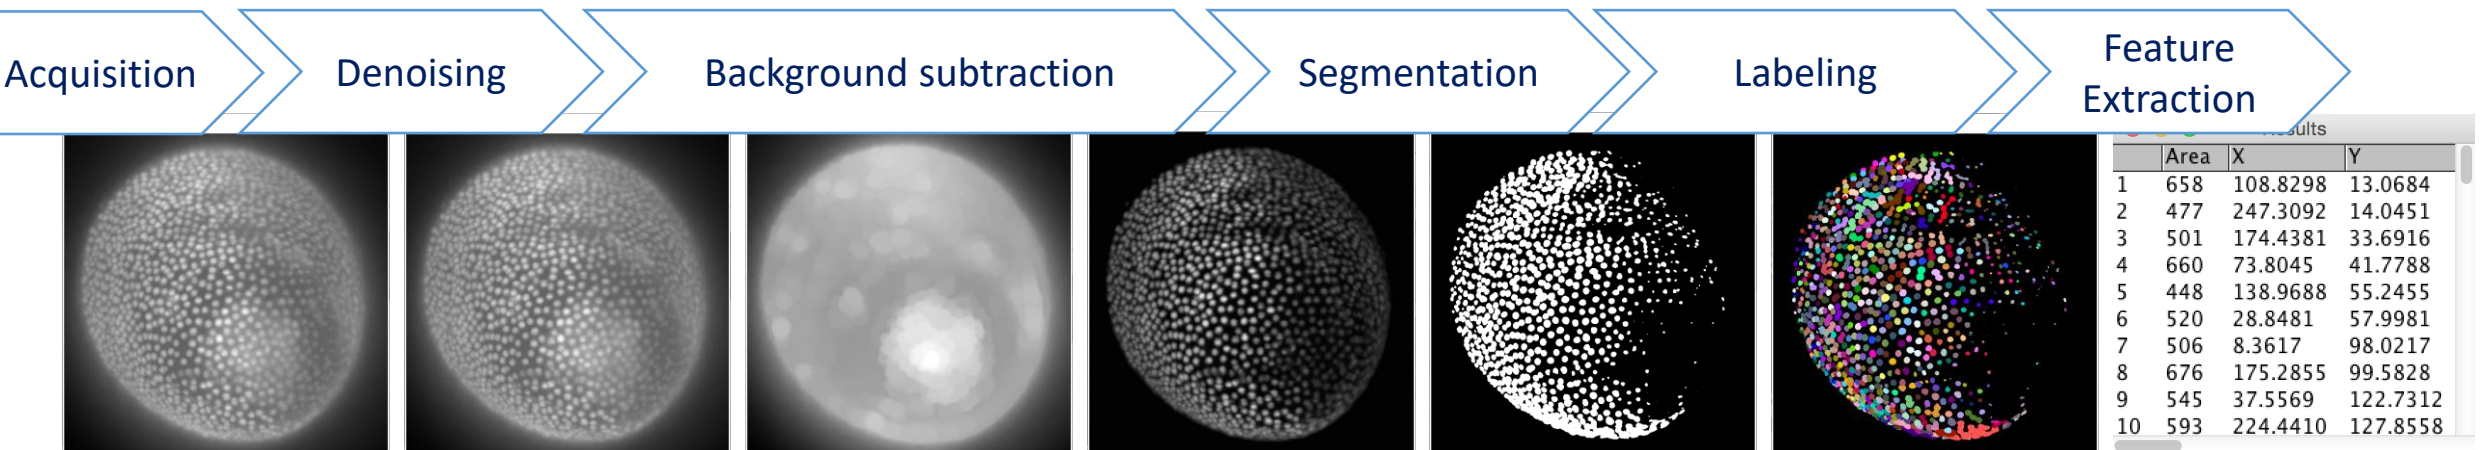 Acquisition
Denoising
Background subtraction
Segmentation
Labeling
Feature
Extraction
Area X Y
1 658 108.8298 13.0684
2 477 247.3092 14.0451
3 501 174.4381 33.6916
4 660 73.8045 41.7788
5 448 138.9688 55.2455
6 520 28.8481 57.9981
7 506 8.3617 98.0217
8 676 175.2855 99.5828
9 545 37.5569 122.7312
10 593 224.4410 127.8558